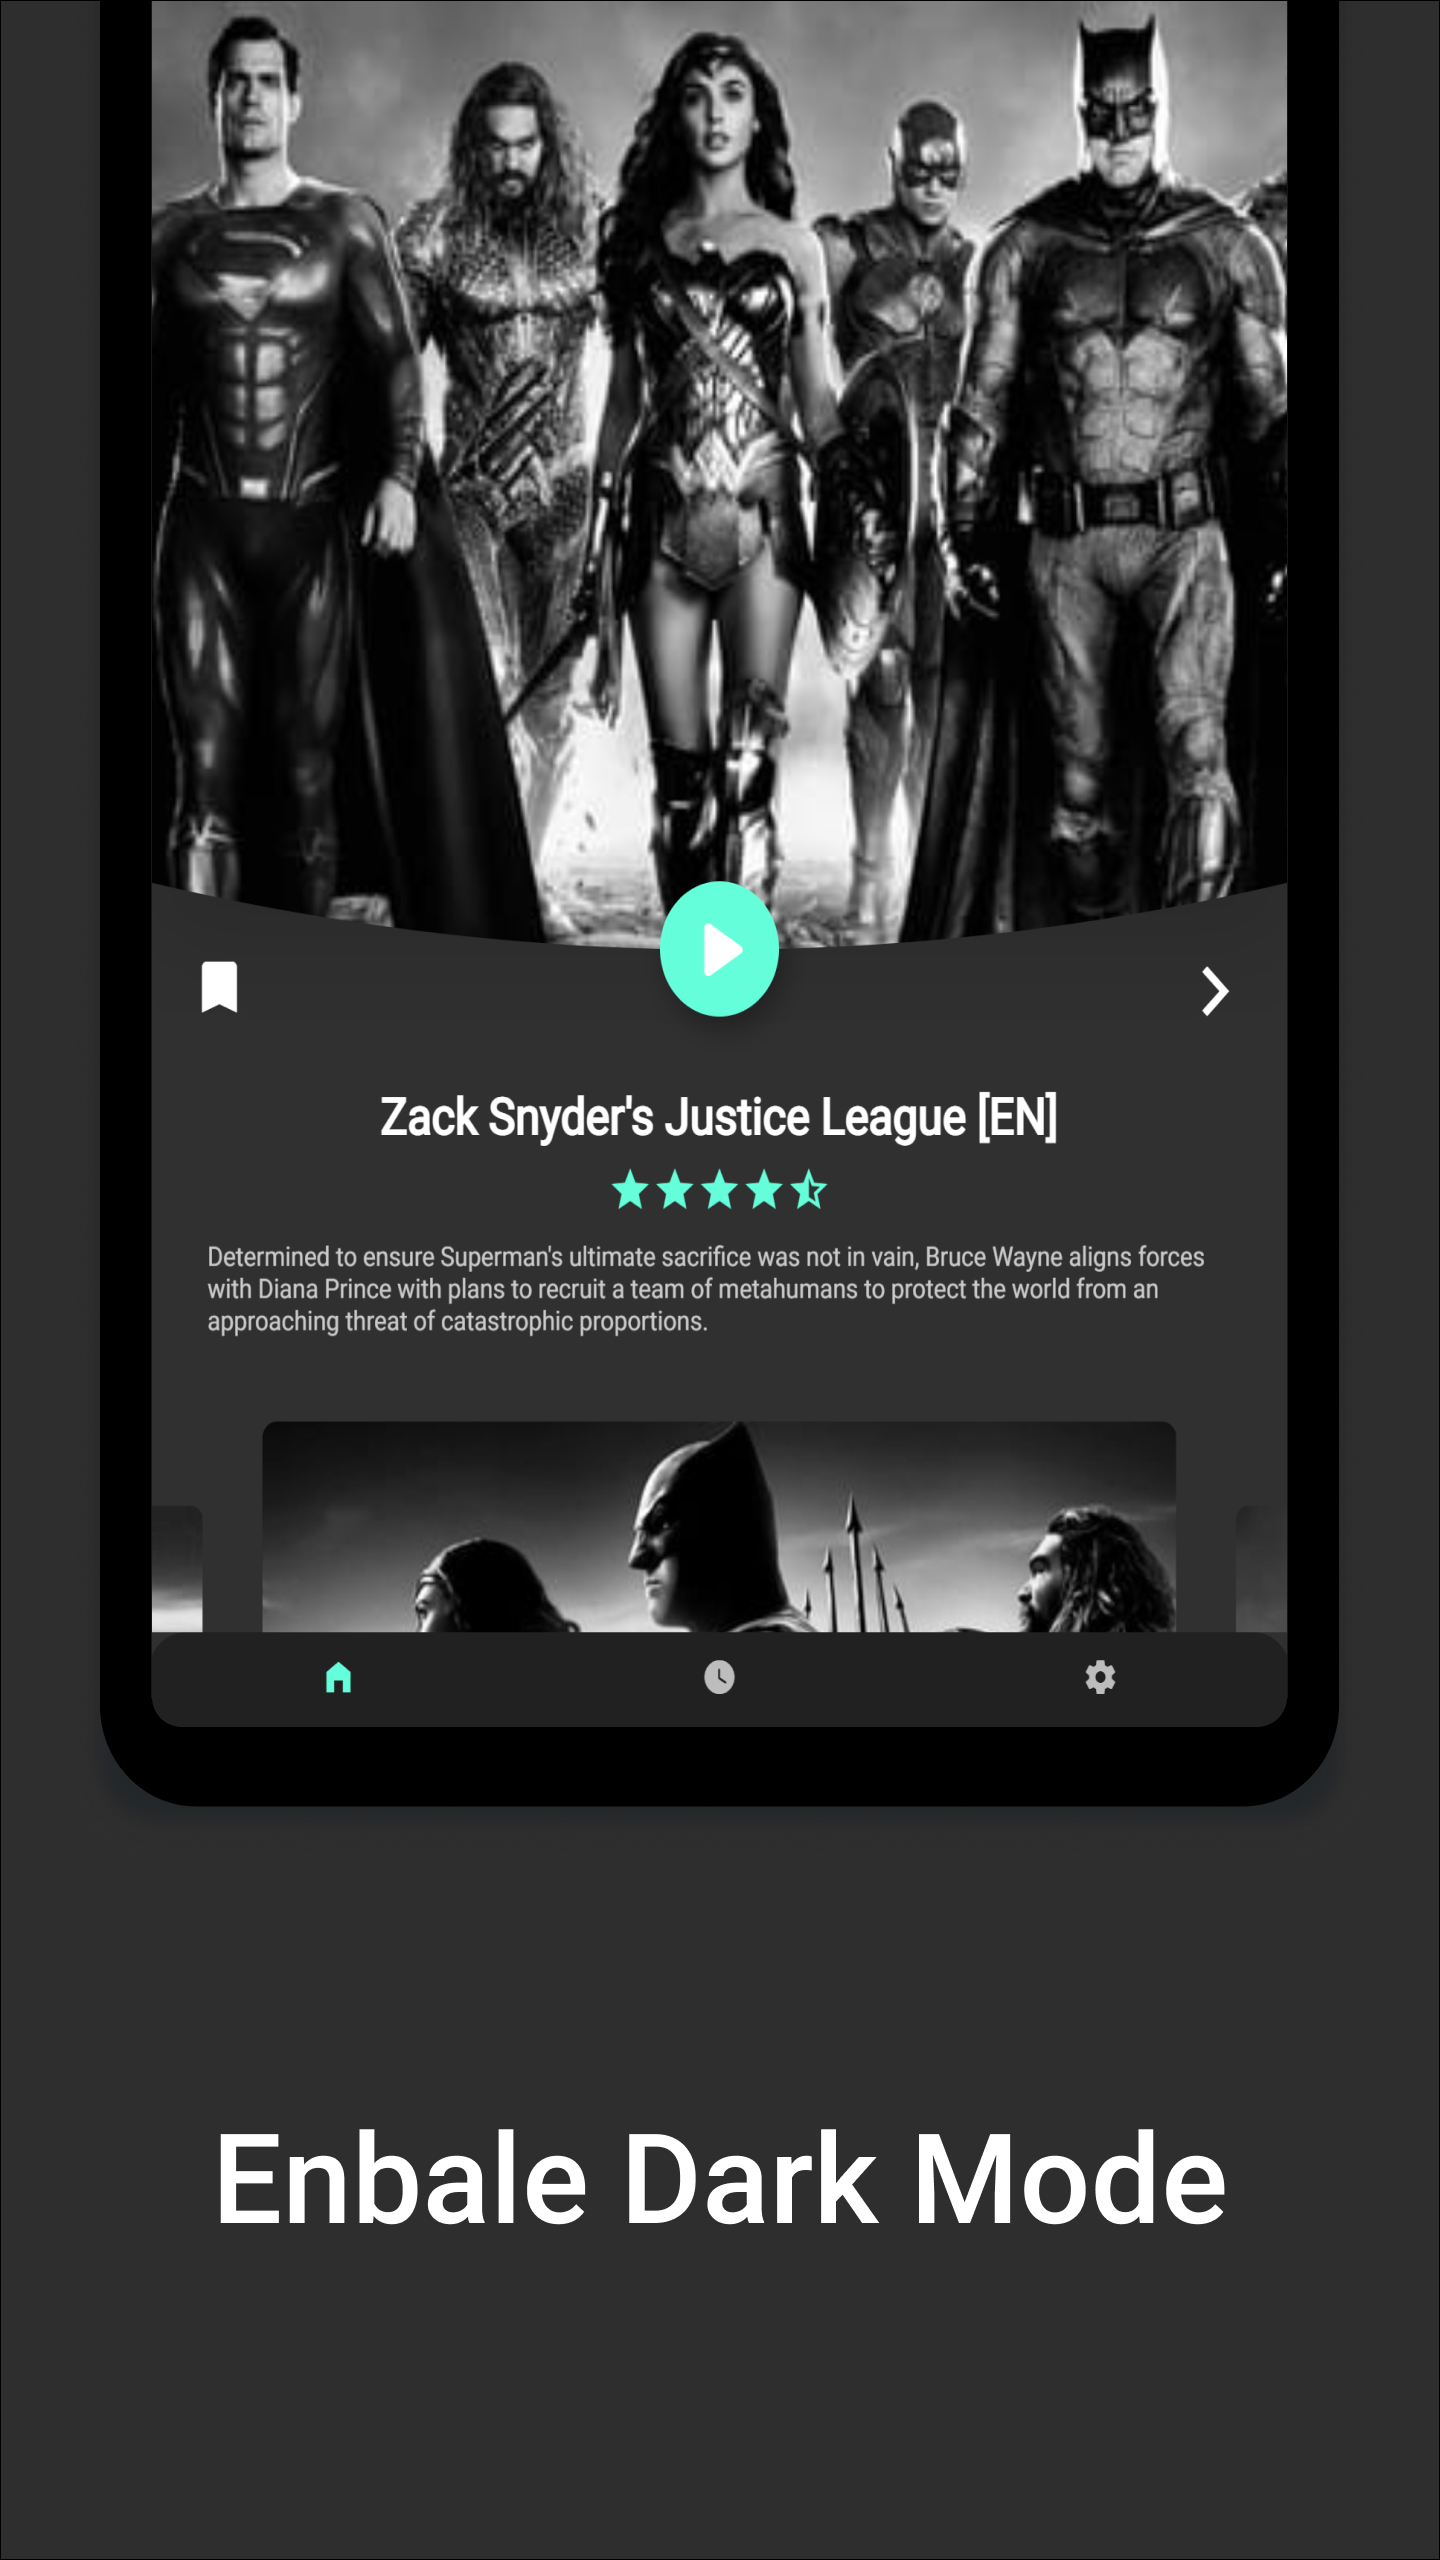 Zack Snyder's Justice League [EN]
Determined to ensure Superman's ultimate sacrifice was not in vain, Bruce Wayne aligns forces
with Diana Prince with plans to recruit a team of metahumans to protect the world from an
approaching threat of catastrophic proportions.
Enbale Dark Mode